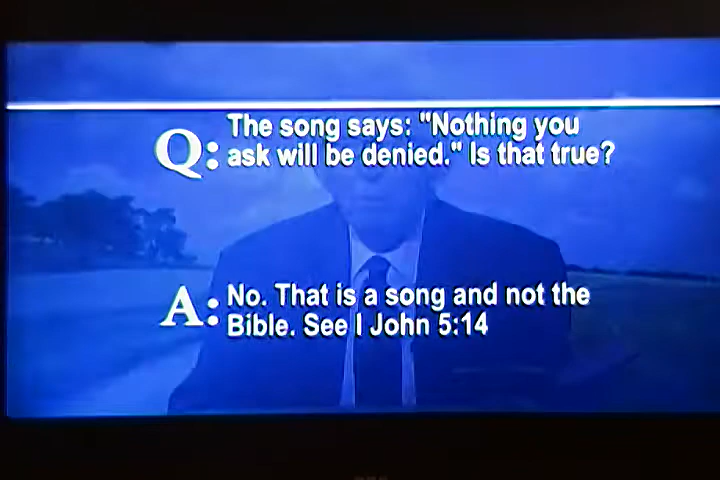 Q: The song says: "Nothing you
ask will be denied." Is that true?
A: No. That is a song and not the
Bible. See I John 5:14